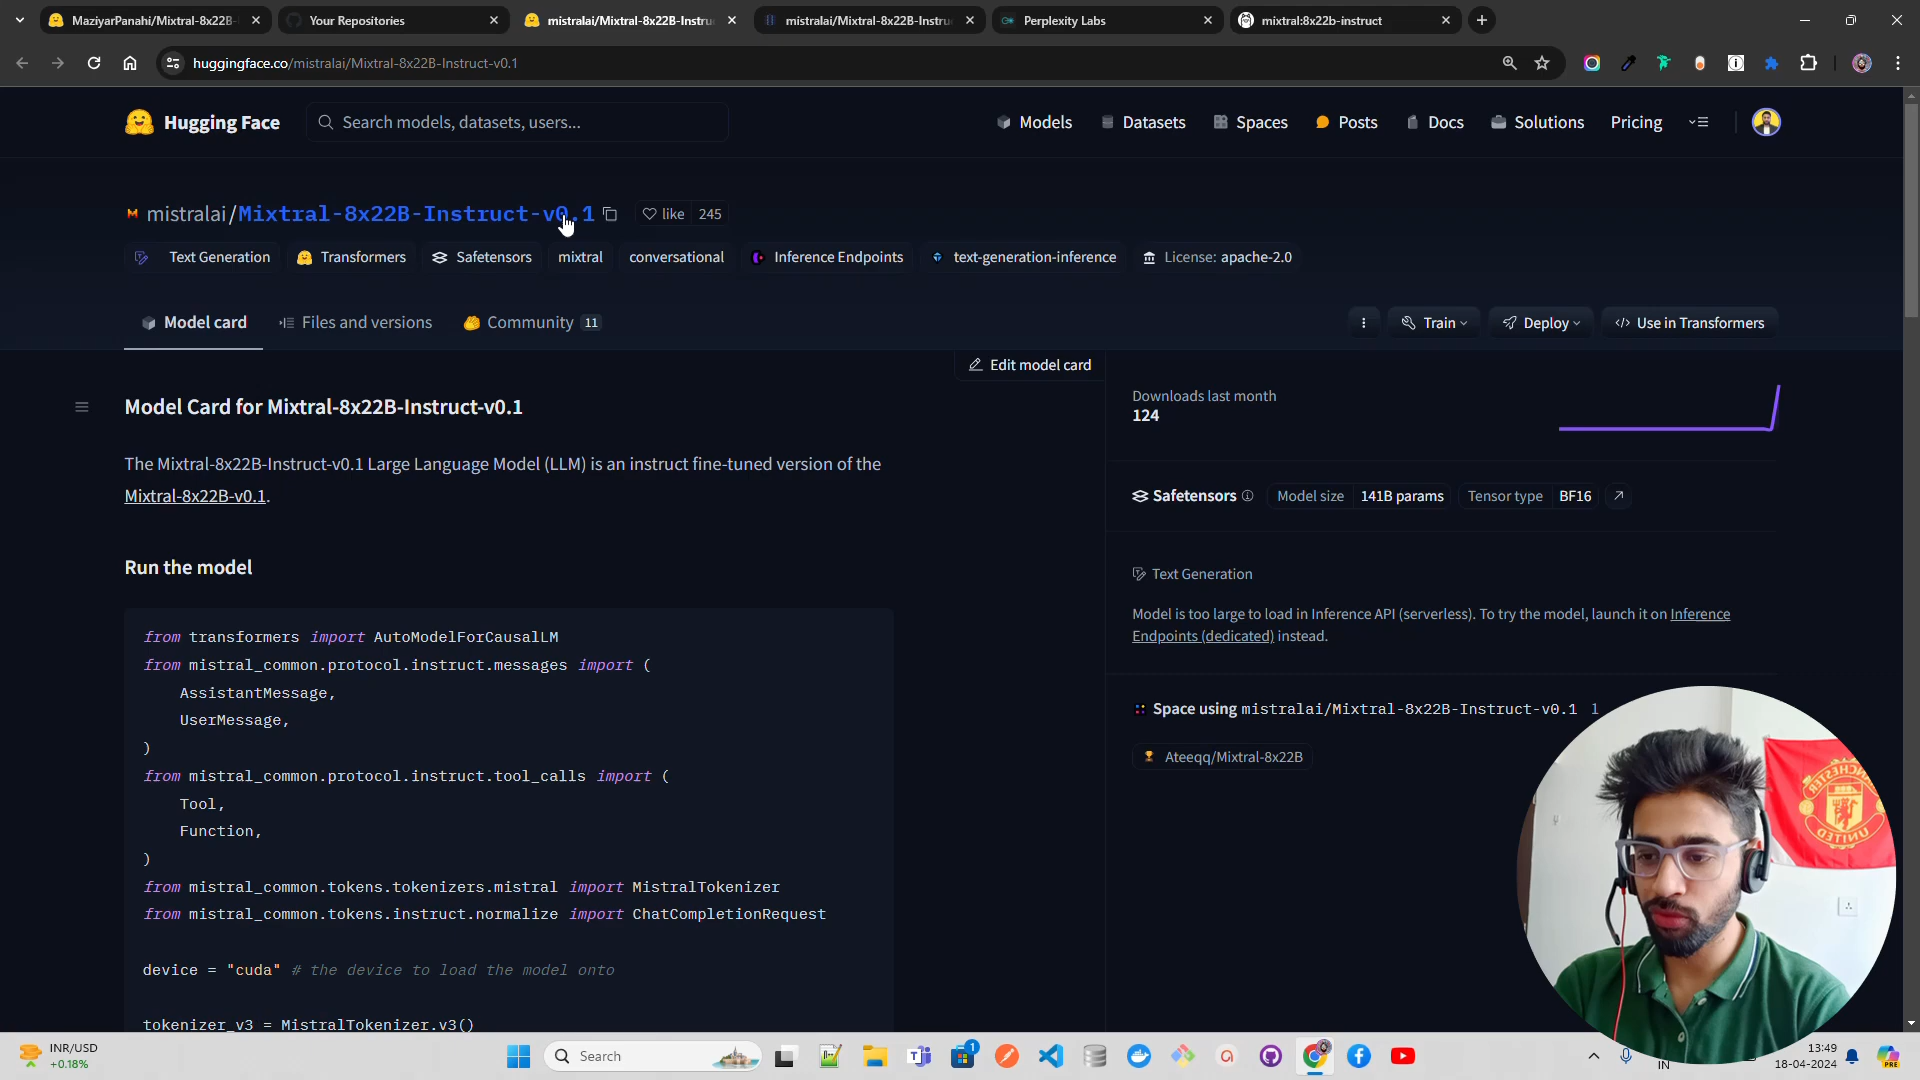 MaziyarPanahi/Mixtral-8x22B-
Your Repositories
mistralai/Mixtral-8x22B-Instru
mistralai/Mixtral-8x22B-Instru
Perplexity Labs
mixtral:8x22b-instruct
huggingface.co/mistralai/Mixtral-8x22B-Instruct-v0.1
Hugging Face
Search models, datasets, users...
Models
Datasets
Spaces
Posts
Docs
Solutions
Pricing
mistralai/Mixtral-8x22B-Instruct-v0.1
like 245
Text Generation
Transformers
Safetensors
mixtral
conversational
Inference Endpoints
text-generation-inference
License: apache-2.0
Model card
Files and versions
Community 11
Train
Deploy
</> Use in Transformers
Edit model card
Model Card for Mixtral-8x22B-Instruct-v0.1
The Mixtral-8x22B-Instruct-v0.1 Large Language Model (LLM) is an instruct fine-tuned version of the
Mixtral-8x22B-v0.1.
Run the model
from transformers import AutoModelForCausalLM
from mistral_common.protocol.instruct.messages import (
AssistantMessage,
UserMessage,
)
from mistral_common.protocol.instruct.tool_calls import (
Tool,
Function,
)
from mistral_common.tokens.tokenizers.mistral import MistralTokenizer
from mistral_common.tokens.instruct.normalize import ChatCompletionRequest
device = "cuda" # the device to load the model onto
tokenizer_v3 = MistralTokenizer.v3()
Downloads last month
124
Safetensors
Model size 141B params
Tensor type BF16
Text Generation
Model is too large to load in Inference API (serverless). To try the model, launch it on Inference
Endpoints (dedicated) instead.
Space using mistralai/Mixtral-8x22B-Instruct-v0.1 1
Ateeqq/Mixtral-8x22B
MANCHESTER
UNITED
INR/USD
+0.18%
Search
1
IN
13:49
18-04-2024
PRE